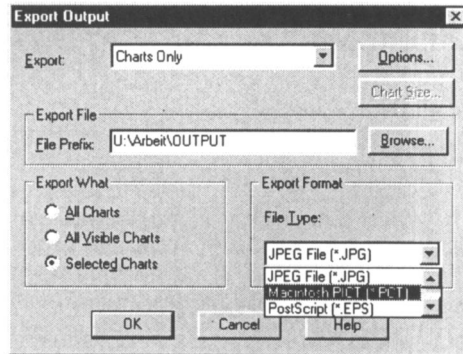 Export Output
Export: Charts Only Options...
Chart Size...
Export File
File Prefix: U:\Arbeit\OUTPUT Browse...
Export What
All Charts
All Visible Charts
Selected Charts
Export Format
File Type:
JPEG File (*.JPG)
JPEG File (*.JPG)
Macintosh PICT (*.PCT)
PostScript (*.EPS)
OK Cancel Help